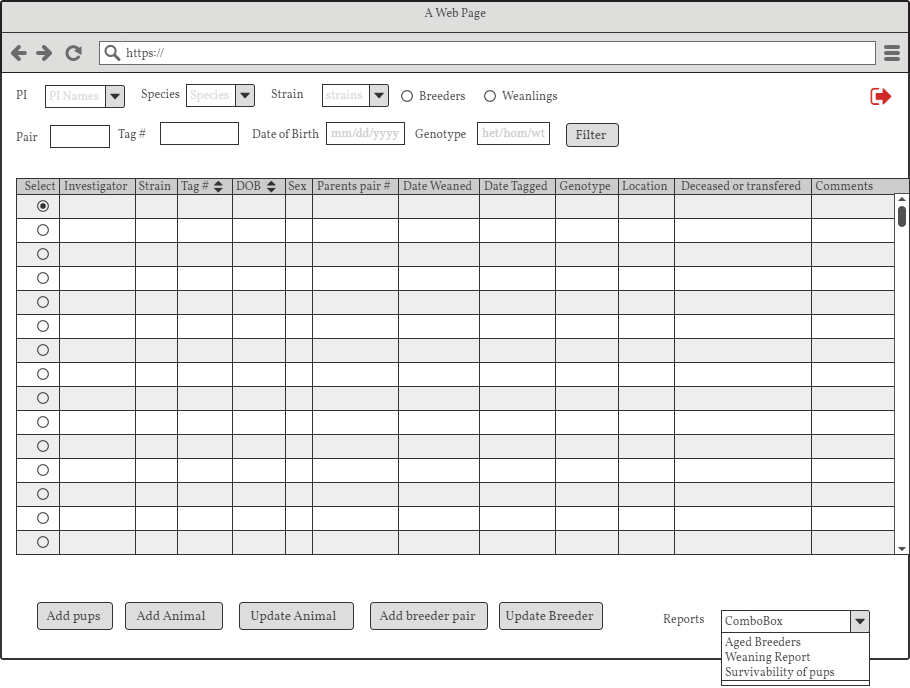 A Web Page
https://
PI PI Names Species Species Strain strains Breeders Weanlings
Pair Tag # Date of Birth mm/dd/yyyy Genotype het/hom/wt Filter
Select Investigator Strain Tag # DOB Sex Parents pair # Date Weaned Date Tagged Genotype Location Deceased or transfered Comments
Add pups Add Animal Update Animal Add breeder pair Update Breeder Reports ComboBox
Aged Breeders
Weaning Report
Survivability of pups